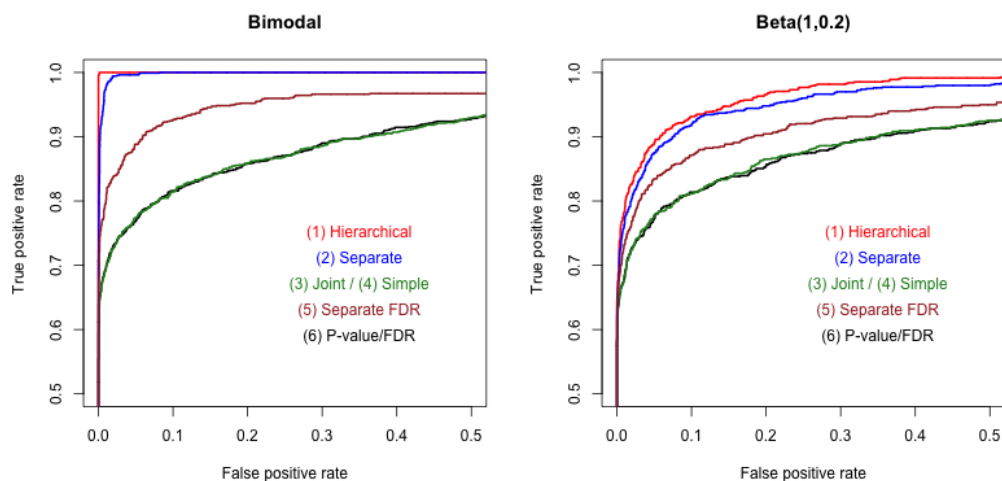 Bimodal
True positive rate
1.0
0.9
0.8
0.7
0.6
0.5
(1) Hierarchical
(2) Separate
(3) Joint / (4) Simple
(5) Separate FDR
(6) P-value/FDR
0.0 0.1 0.2 0.3 0.4 0.5
False positive rate
Beta(1,0.2)
True positive rate
1.0
0.9
0.8
0.7
0.6
0.5
(1) Hierarchical
(2) Separate
(3) Joint / (4) Simple
(5) Separate FDR
(6) P-value/FDR
0.0 0.1 0.2 0.3 0.4 0.5
False positive rate